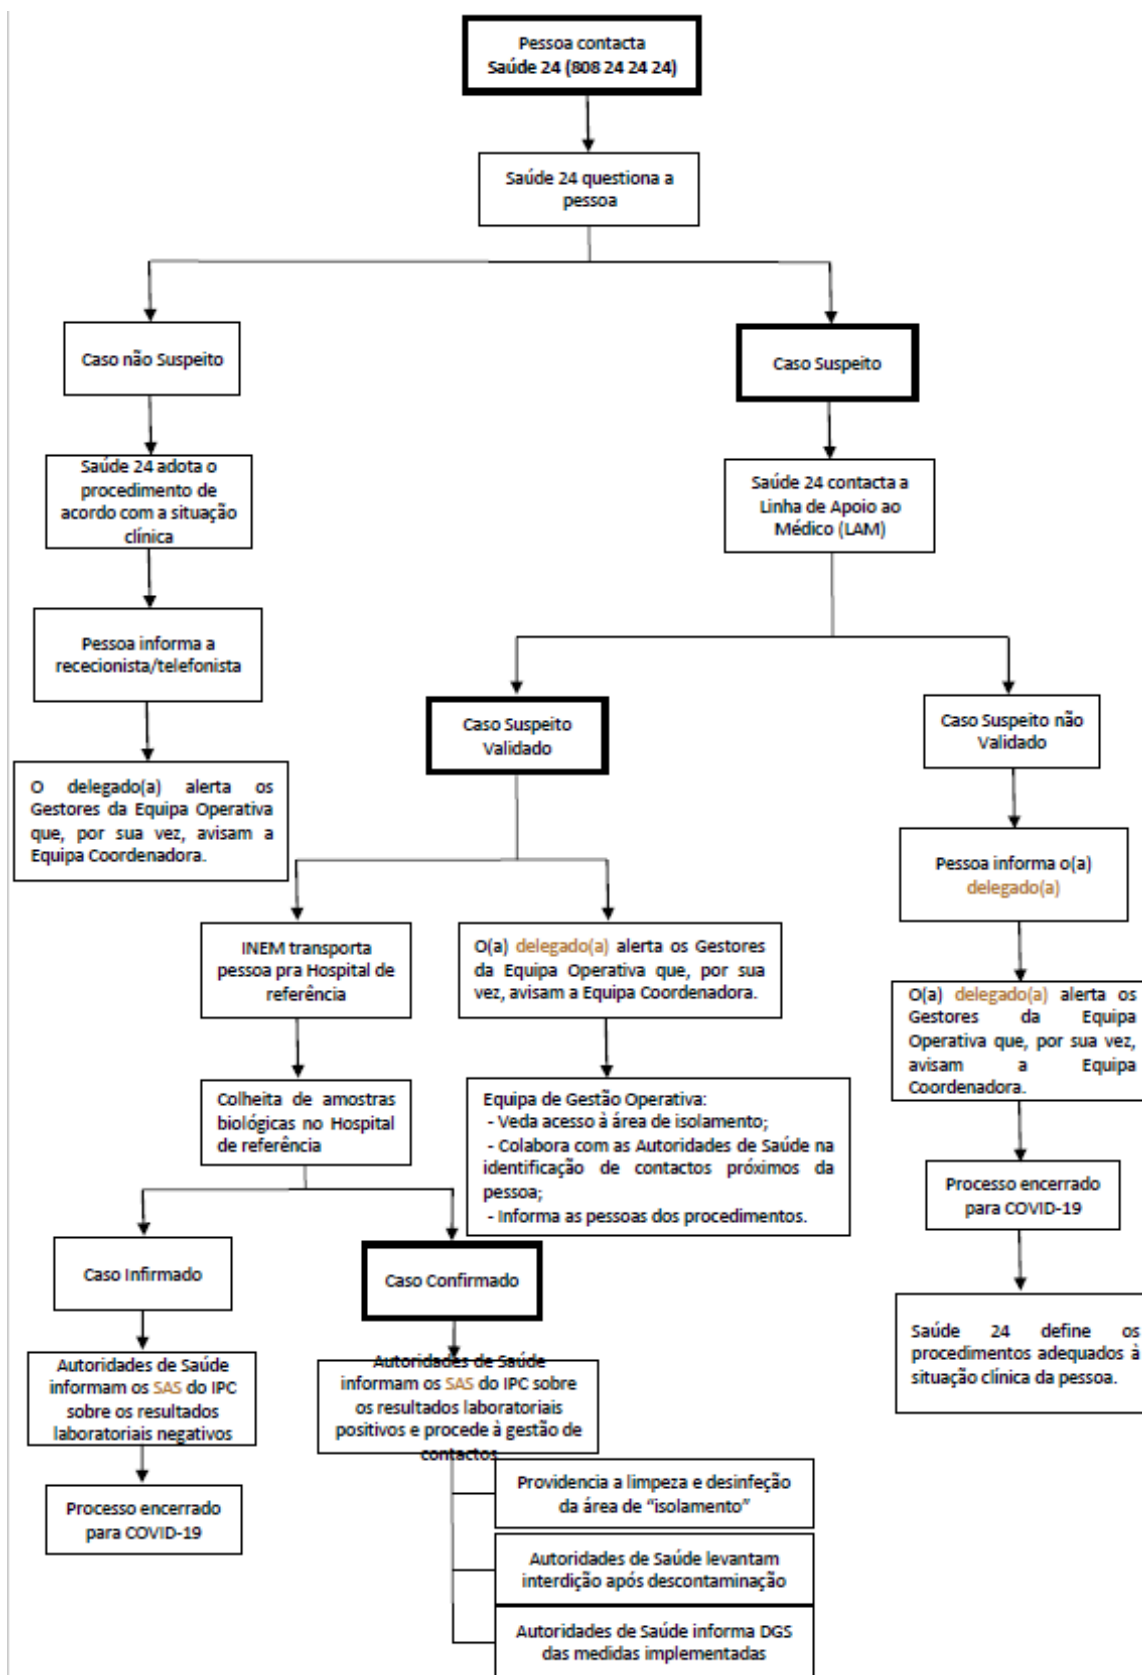 Pessoa contacta
Saúde 24 (808 24 24 24)
Saúde 24 questiona a
pessoa
Caso não Suspeito
Caso Suspeito
Saúde 24 adota o
procedimento de
acordo com a situação
clínica
Saúde 24 contacta a
Linha de Apoio ao
Médico (LAM)
Pessoa informa a
rececionista/telefonista
Caso Suspeito
Validado
Caso Suspeito não
Validado
O delegado(a) alerta os
Gestores da Equipa Operativa
que, por sua vez, avisam a
Equipa Coordenadora.
Pessoa informa o(a)
delegado(a)
INEM transporta
pessoa pra Hospital de
referência
O(a) delegado(a) alerta os Gestores
da Equipa Operativa que, por sua
vez, avisam a Equipa Coordenadora.
O(a) delegado(a) alerta os
Gestores da Equipa
Operativa que, por sua vez,
avisam a Equipa
Coordenadora.
Colheita de amostras
biológicas no Hospital
de referência
Equipa de Gestão Operativa:
- Veda acesso à área de isolamento;
- Colabora com as Autoridades de Saúde na
identificação de contactos próximos da
pessoa;
- Informa as pessoas dos procedimentos.
Processo encerrado
para COVID-19
Caso Infirmado
Caso Confirmado
Saúde 24 define os
procedimentos adequados à
situação clínica da pessoa.
Autoridades de Saúde
informam os SAS do IPC
sobre os resultados
laboratoriais negativos
Autoridades de Saúde
informam os SAS do IPC sobre
os resultados laboratoriais
positivos e procede à gestão de
contactos
Processo encerrado
para COVID-19
Providencia a limpeza e desinfeção
da área de “isolamento”
Autoridades de Saúde levantam
interdição após descontaminação
Autoridades de Saúde informa DGS
das medidas implementadas